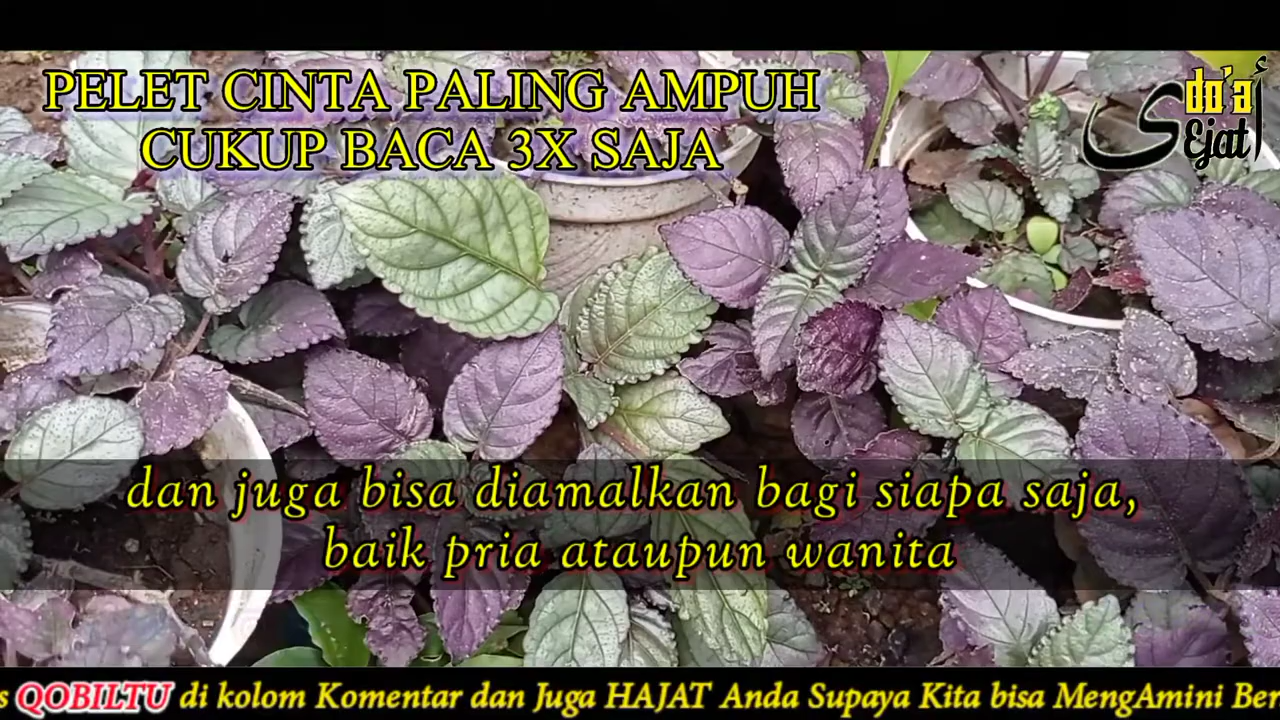 PELET CINTA PALING AMPUH
CUKUP BACA 3X SAJA
do'a
Ejati
dan juga bisa diamalkan bagi siapa saja,
baik pria ataupun wanita
s QOBILTU di kolom Komentar dan Juga HAJAT Anda Supaya Kita bisa MengAmini Ber